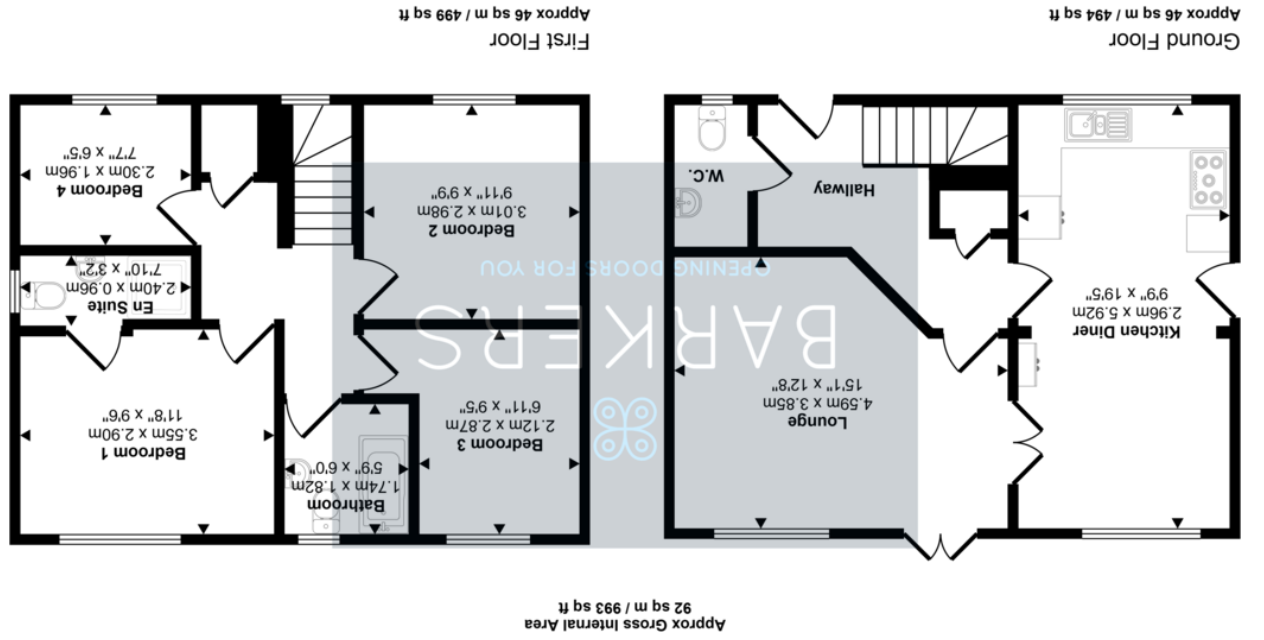 Approx Gross Internal Area
92 sq m / 993 sq ft
Bathroom
1.74m x 1.82m
5'9" x 6'0"
Bedroom 3
2.12m x 2.87m
6'11" x 9'5"
Bedroom 1
3.55m x 2.90m
11'8" x 9'6"
Lounge
4.59m x 3.85m
15'1" x 12'8"
Kitchen Diner
2.96m x 5.92m
9'9" x 19'5"
BARKERS
OPENING DOORS FOR YOU
En Suite
2.40m x 0.96m
7'10" x 3'2"
Bedroom 2
3.01m x 2.98m
9'11" x 9'9"
Bedroom 4
2.30m x 1.96m
7'7" x 6'5"
Hallway
W.C.
Ground Floor
Approx 46 sq m / 494 sq ft
First Floor
Approx 46 sq m / 499 sq ft